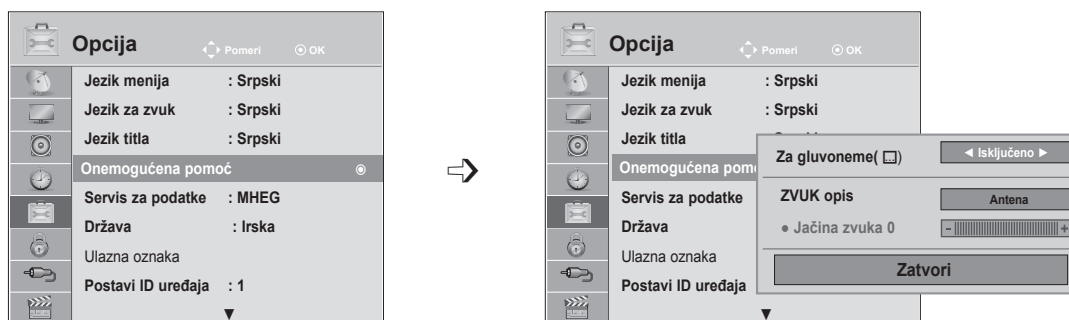 Opcija
Pomeri OK
Jezik menija : Srpski
Jezik za zvuk : Srpski
Jezik titla : Srpski
Onemogućena pomoć
Servis za podatke : MHEG
Država : Irska
Ulazna oznaka
Postavi ID uređaja : 1
Opcija
Pomeri OK
Jezik menija : Srpski
Jezik za zvuk : Srpski
Jezik titla
Onemogućena pomo
Servis za podatke
Država
Ulazna oznaka
Postavi ID uređaja
Za gluvoneme( ) ◄ Isključeno ►
ZVUK opis Antena
● Jačina zvuka 0 - +
Zatvori